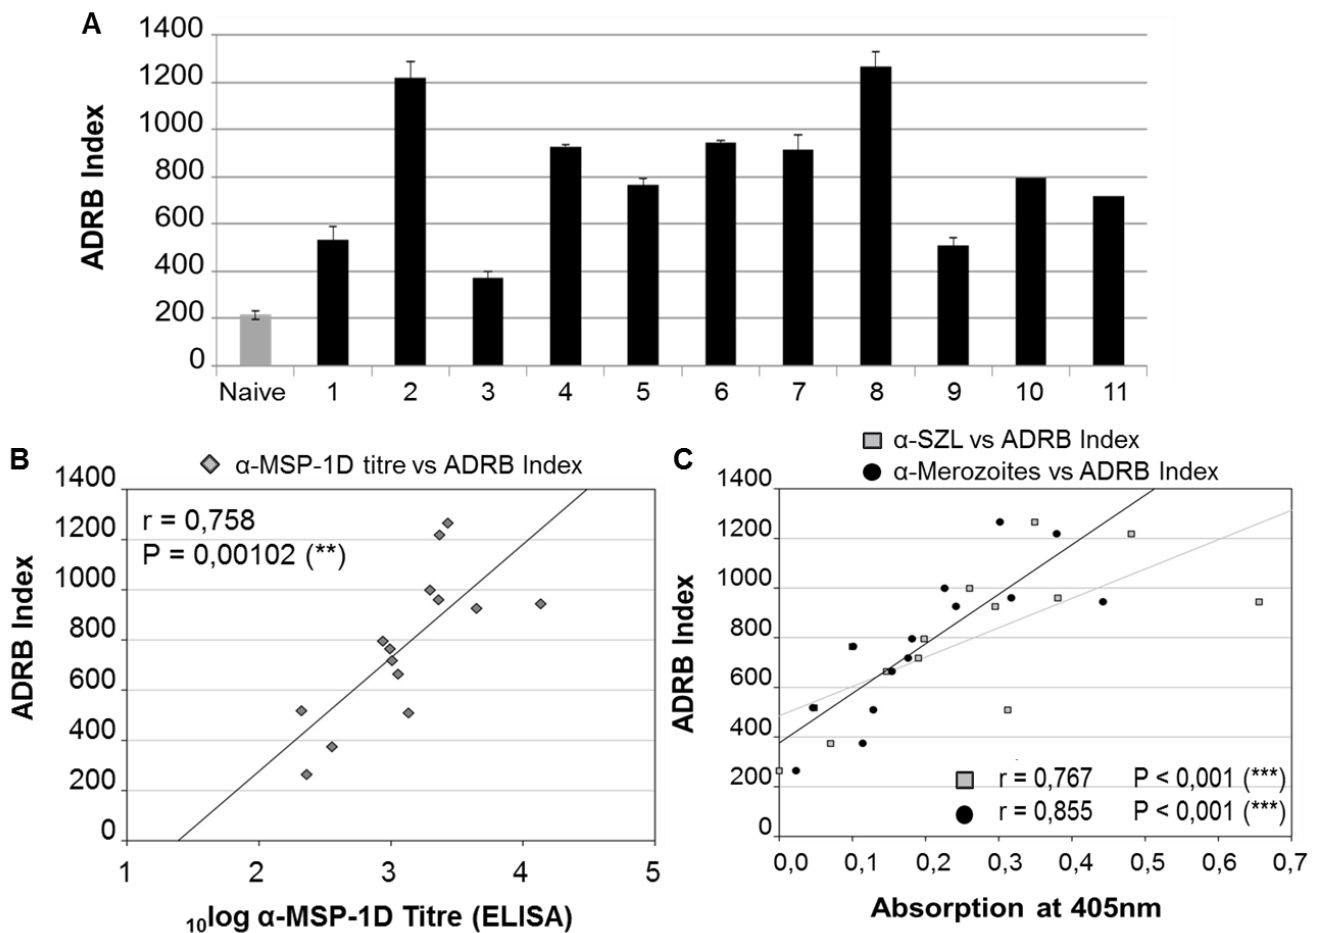 A
ADRB Index
1400
1200
1000
800
600
400
200
0
Naive 1 2 3 4 5 6 7 8 9 10 11
B
α-MSP-1D titre vs ADRB Index
ADRB Index
1400
1200
1000
800
600
400
200
0
r = 0,758
P = 0,00102 (**)
1 2 3 4 5
10log α-MSP-1D Titre (ELISA)
C
α-SZL vs ADRB Index
α-Merozoites vs ADRB Index
ADRB Index
1400
1200
1000
800
600
400
200
0
r = 0,767 P < 0,001 (***)
r = 0,855 P < 0,001 (***)
0,0 0,1 0,2 0,3 0,4 0,5 0,6 0,7
Absorption at 405nm